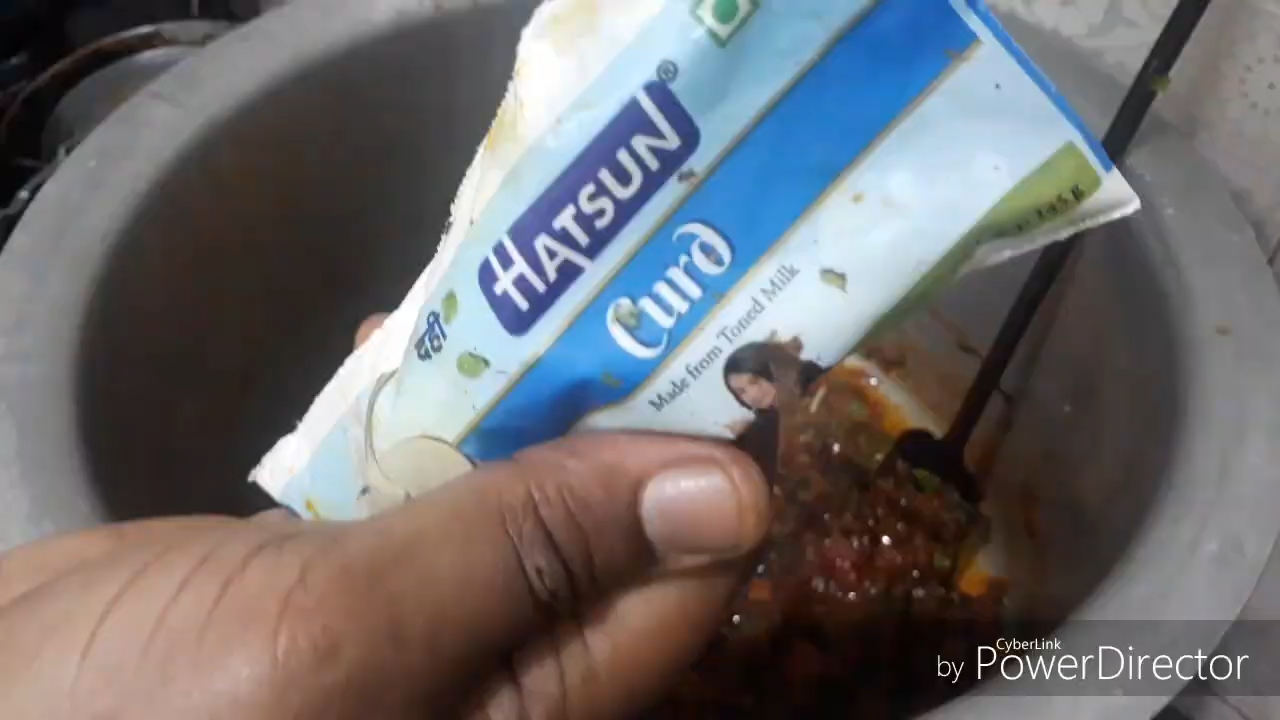 HATSUN®
दही
Curd
Made from Toned Milk
CyberLink
by PowerDirector